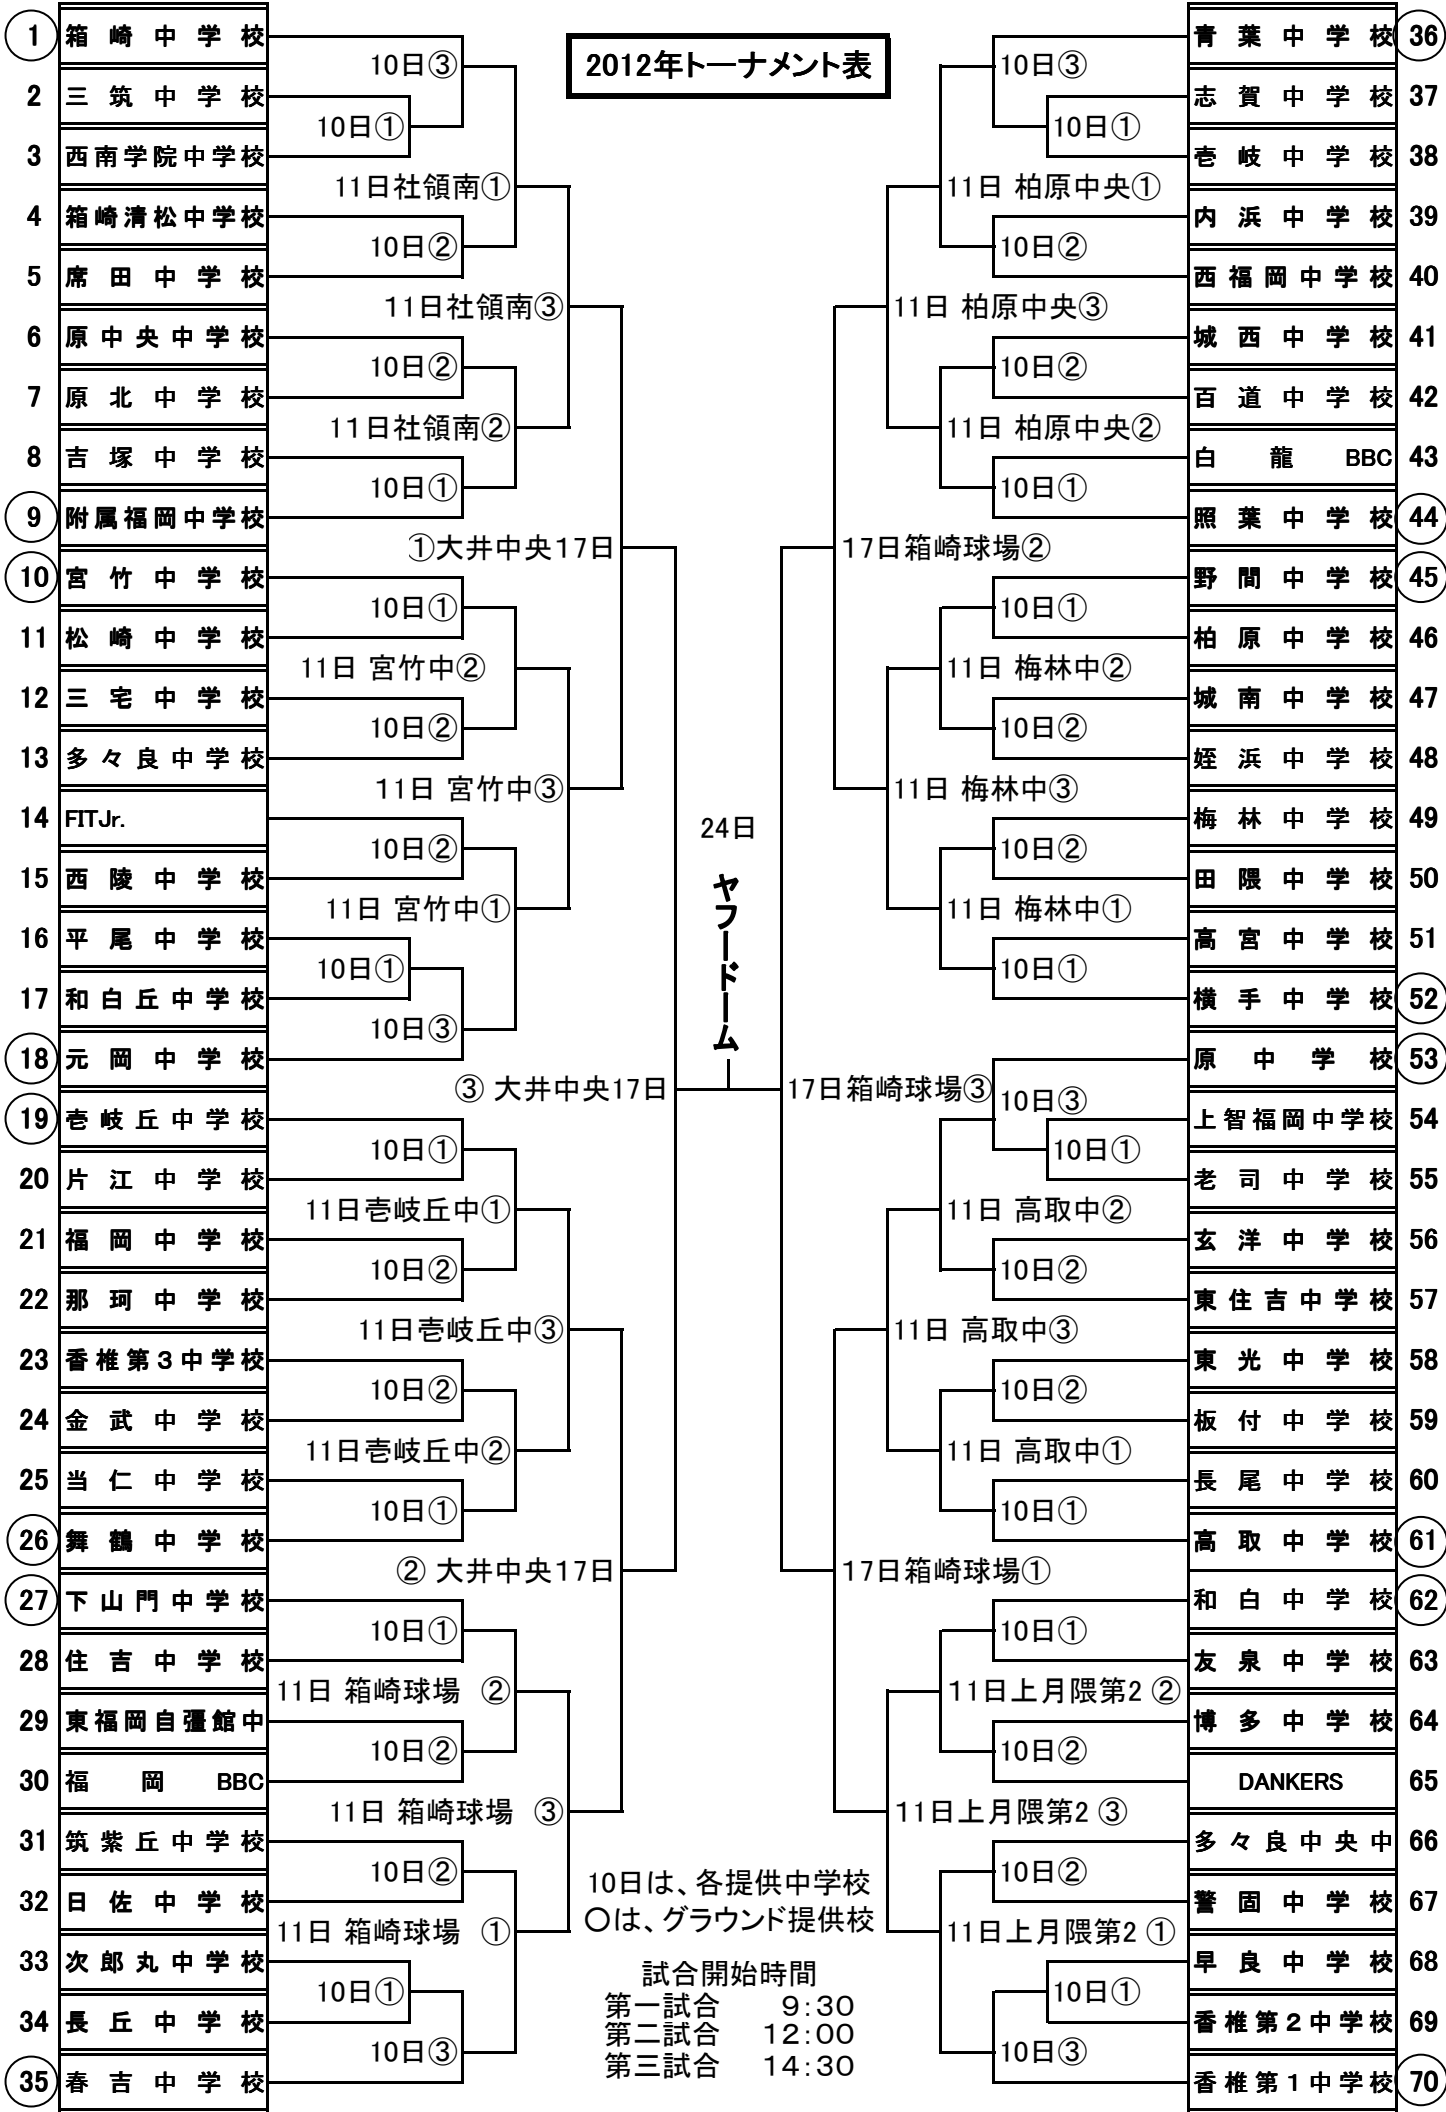 2012年トーナメント表
1 箱崎中学校
10日③
2 三筑中学校
10日①
3 西南学院中学校
11日社領南①
4 箱崎清松中学校
10日②
5 席田中学校
11日社領南③
6 原中央中学校
10日②
7 原北中学校
11日社領南②
8 吉塚中学校
10日①
9 附属福岡中学校
①大井中央17日
10 宮竹中学校
10日①
11 松崎中学校
11日 宮竹中②
12 三宅中学校
10日②
13 多々良中学校
11日 宮竹中③
14 FITJr.
10日②
15 西陵中学校
11日 宮竹中①
16 平尾中学校
10日①
17 和白丘中学校
10日③
18 元岡中学校
③ 大井中央17日
19 壱岐丘中学校
10日①
20 片江中学校
11日壱岐丘中①
21 福岡中学校
10日②
22 那珂中学校
11日壱岐丘中③
23 香椎第3中学校
10日②
24 金武中学校
11日壱岐丘中②
25 当仁中学校
10日①
26 舞鶴中学校
② 大井中央17日
27 下山門中学校
10日①
28 住吉中学校
11日 箱崎球場 ②
29 東福岡自彊館中
10日②
30 福岡BBC
11日 箱崎球場 ③
31 筑紫丘中学校
10日②
32 日佐中学校
11日 箱崎球場 ①
33 次郎丸中学校
10日①
34 長丘中学校
10日③
35 春吉中学校
24日
ヤフードーム
青葉中学校 36
10日③
志賀中学校 37
10日①
壱岐中学校 38
11日 柏原中央①
内浜中学校 39
10日②
西福岡中学校 40
11日 柏原中央③
城西中学校 41
10日②
百道中学校 42
11日 柏原中央②
白龍BBC 43
10日①
照葉中学校 44
17日箱崎球場②
野間中学校 45
10日①
柏原中学校 46
11日 梅林中②
城南中学校 47
10日②
姪浜中学校 48
11日 梅林中③
梅林中学校 49
10日②
田隈中学校 50
11日 梅林中①
高宮中学校 51
10日①
横手中学校 52
原中学校 53
17日箱崎球場③
10日③
上智福岡中学校 54
10日①
老司中学校 55
11日 高取中②
玄洋中学校 56
10日②
東住吉中学校 57
11日 高取中③
東光中学校 58
10日②
板付中学校 59
11日 高取中①
長尾中学校 60
10日①
高取中学校 61
17日箱崎球場①
和白中学校 62
10日①
友泉中学校 63
11日上月隈第2 ②
博多中学校 64
10日②
DANKERS 65
11日上月隈第2 ③
多々良中央中 66
10日②
警固中学校 67
11日上月隈第2 ①
早良中学校 68
10日①
香椎第2中学校 69
10日③
香椎第1中学校 70
10日は、各提供中学校
○は、グラウンド提供校
試合開始時間
第一試合 9:30
第二試合 12:00
第三試合 14:30